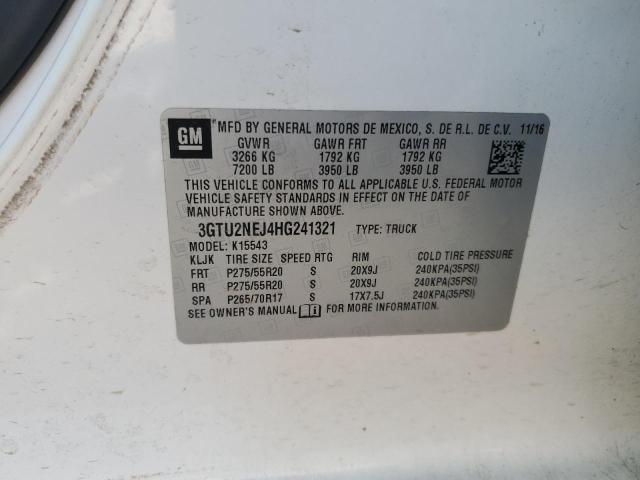 GM
MFD BY GENERAL MOTORS DE MEXICO, S. DE R.L. DE C.V. 11/16
GVWR GAWR FRT GAWR RR
3266 KG 1792 KG 1792 KG
7200 LB 3950 LB 3950 LB
THIS VEHICLE CONFORMS TO ALL APPLICABLE U.S. FEDERAL MOTOR
VEHICLE SAFETY STANDARDS IN EFFECT ON THE DATE OF
MANUFACTURE SHOWN ABOVE.
3GTU2NEJ4HG241321 TYPE: TRUCK
MODEL: K15543
KLJK TIRE SIZE SPEED RTG RIM COLD TIRE PRESSURE
FRT P275/55R20 S 20X9J 240KPA(35PSI)
RR P275/55R20 S 20X9J 240KPA(35PSI)
SPA P265/70R17 S 17X7.5J 240KPA(35PSI)
SEE OWNER'S MANUAL FOR MORE INFORMATION.